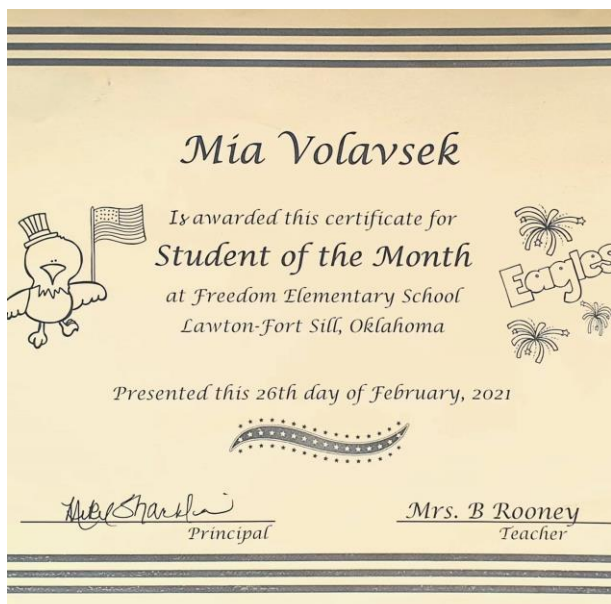 Mia Volavsek
Is awarded this certificate for
Student of the Month
at Freedom Elementary School
Lawton-Fort Sill, Oklahoma
Eagles
Presented this 26th day of February, 2021
Mrs. B Rooney
Principal
Teacher